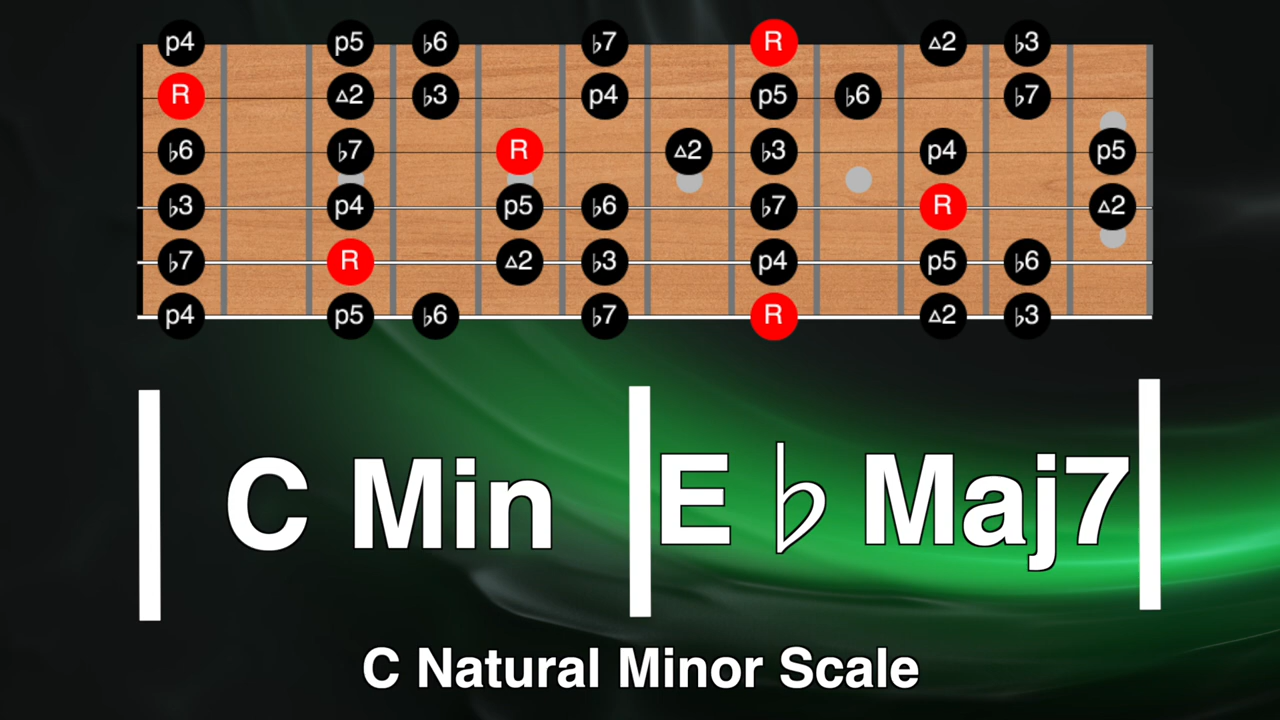 p4 p5 ♭6 ♭7 R △2 ♭3
R △2 ♭3 p4 p5 ♭6 ♭7
♭6 ♭7 R △2 ♭3 p4 p5
♭3 p4 p5 ♭6 ♭7 R △2
♭7 R △2 ♭3 p4 p5 ♭6
p4 p5 ♭6 ♭7 R △2 ♭3
C Min E♭Maj7
C Natural Minor Scale